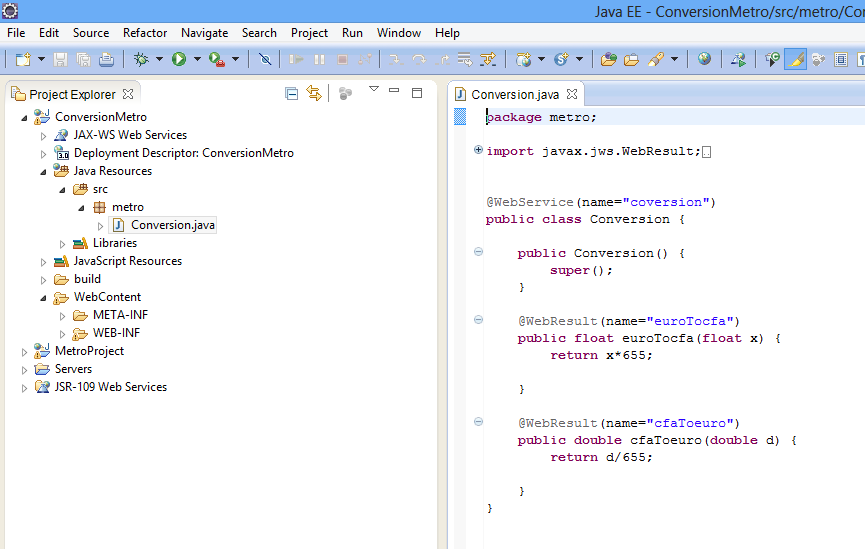 Java EE - ConversionMetro/src/metro/Con
File Edit Source Refactor Navigate Search Project Run Window Help
Project Explorer
ConversionMetro
JAX-WS Web Services
3.0 Deployment Descriptor: ConversionMetro
Java Resources
src
metro
Conversion.java
Libraries
JavaScript Resources
build
WebContent
META-INF
WEB-INF
MetroProject
Servers
JSR-109 Web Services
Conversion.java
package metro;
import javax.jws.WebResult;
@WebService(name="coversion")
public class Conversion {
public Conversion() {
super();
}
@WebResult(name="euroTocfa")
public float euroTocfa(float x) {
return x*655;
}
@WebResult(name="cfaToeuro")
public double cfaToeuro(double d) {
return d/655;
}
}